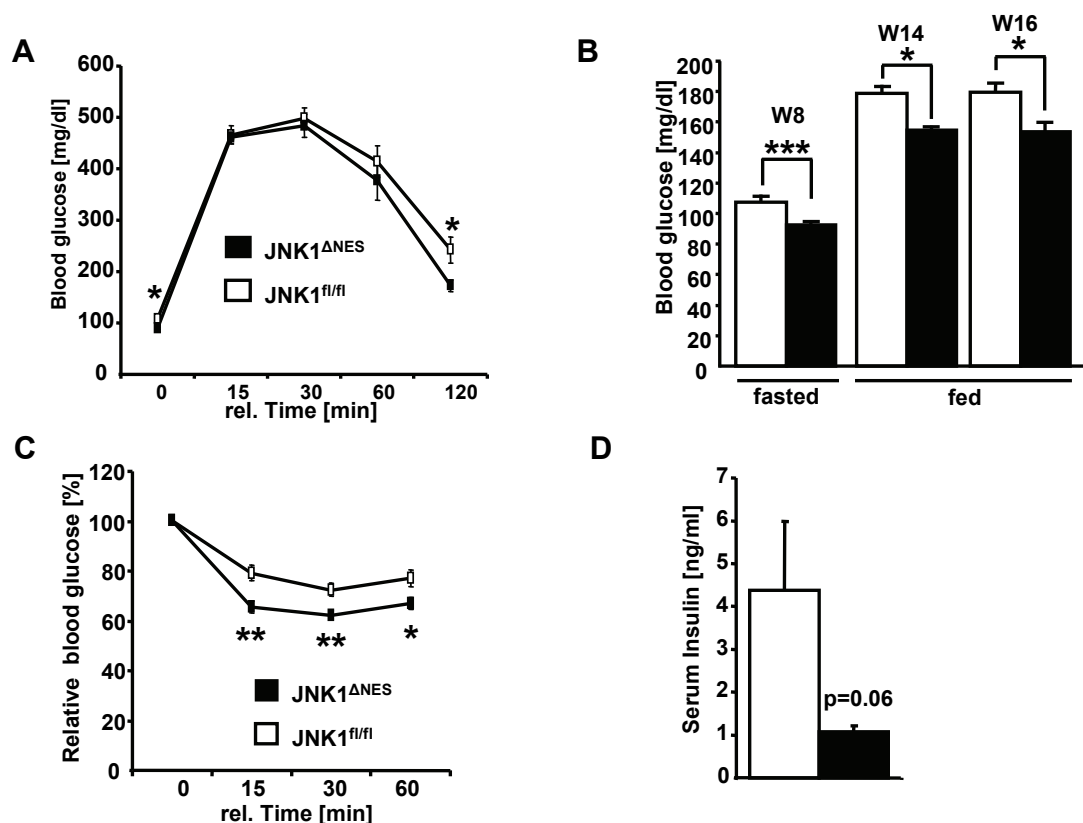 A
Blood glucose [mg/dl]
600
500
400
300
200
100
0
*
*
JNK1ΔNES
JNK1fl/fl
0 15 30 60 120
rel. Time [min]
B
Blood glucose [mg/dl]
200
180
160
140
120
100
80
60
40
20
0
W8
***
W14
*
W16
*
fasted fed
C
Relative blood glucose [%]
120
100
80
60
40
20
0
** ** *
JNK1ΔNES
JNK1fl/fl
0 15 30 60
rel. Time [min]
D
Serum Insulin [ng/ml]
7
6
5
4
3
2
1
0
p=0.06